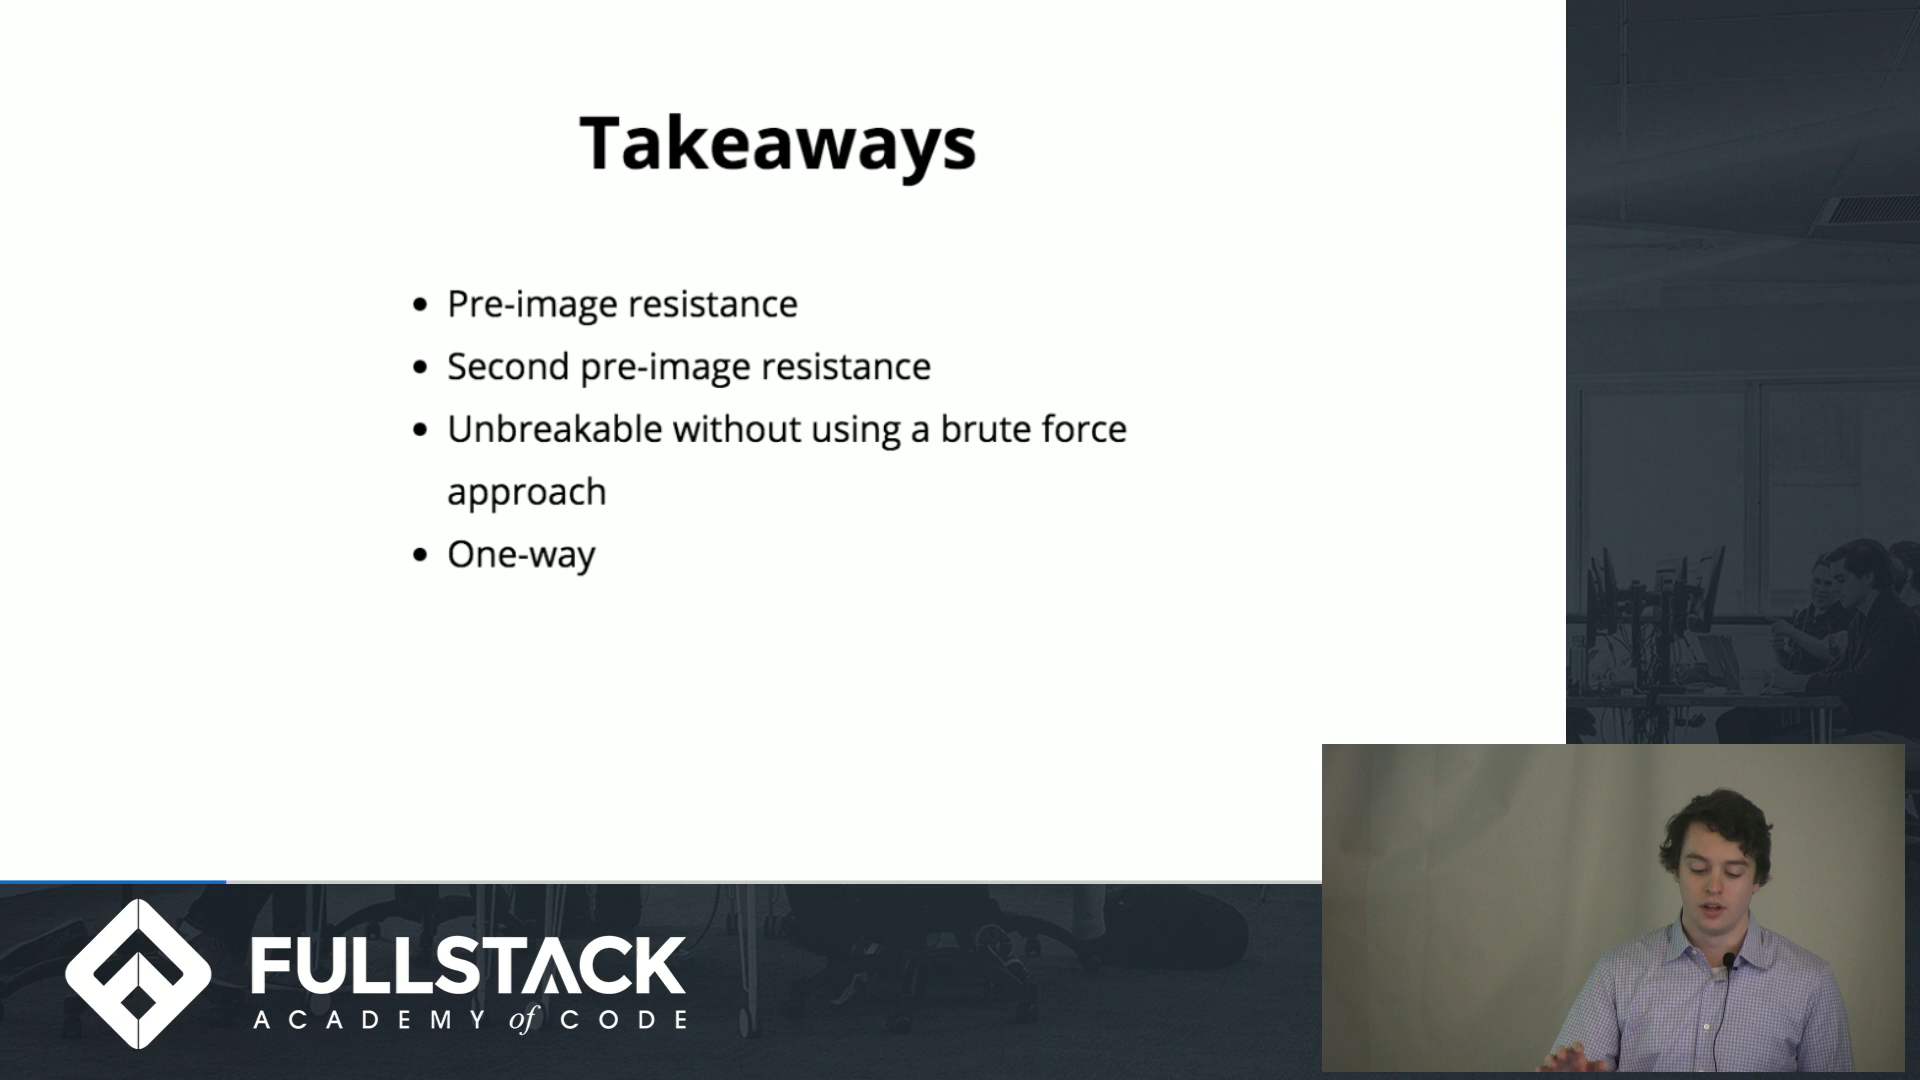 Takeaways
• Pre-image resistance
• Second pre-image resistance
• Unbreakable without using a brute force
approach
• One-way
FULLSTACK
ACADEMY of CODE